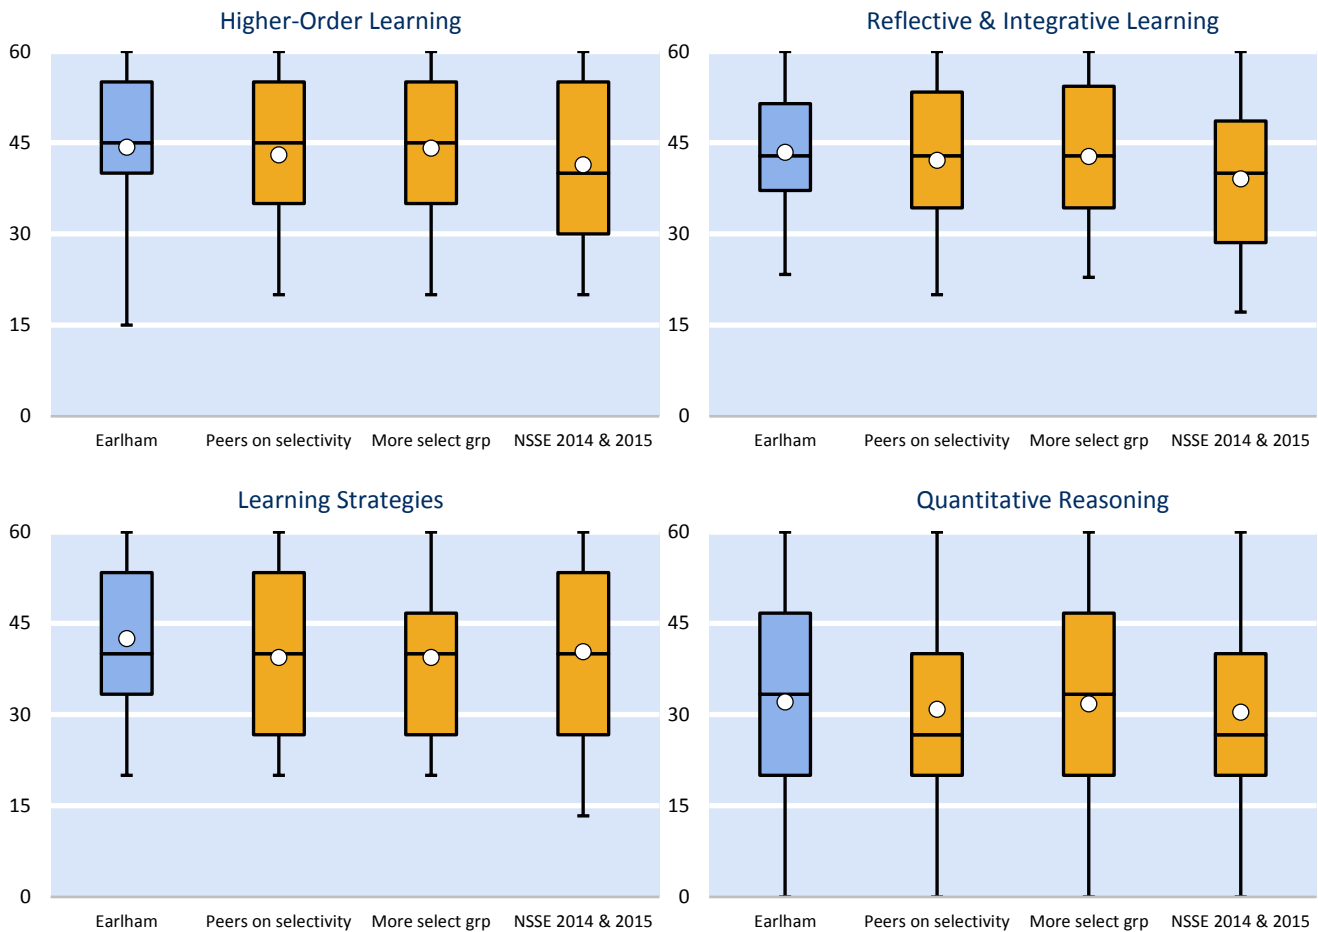 Higher-Order Learning
60
45
30
15
0
Earlham Peers on selectivity More select grp NSSE 2014 & 2015
Reflective & Integrative Learning
60
45
30
15
0
Earlham Peers on selectivity More select grp NSSE 2014 & 2015
Learning Strategies
60
45
30
15
0
Earlham Peers on selectivity More select grp NSSE 2014 & 2015
Quantitative Reasoning
60
45
30
15
0
Earlham Peers on selectivity More select grp NSSE 2014 & 2015